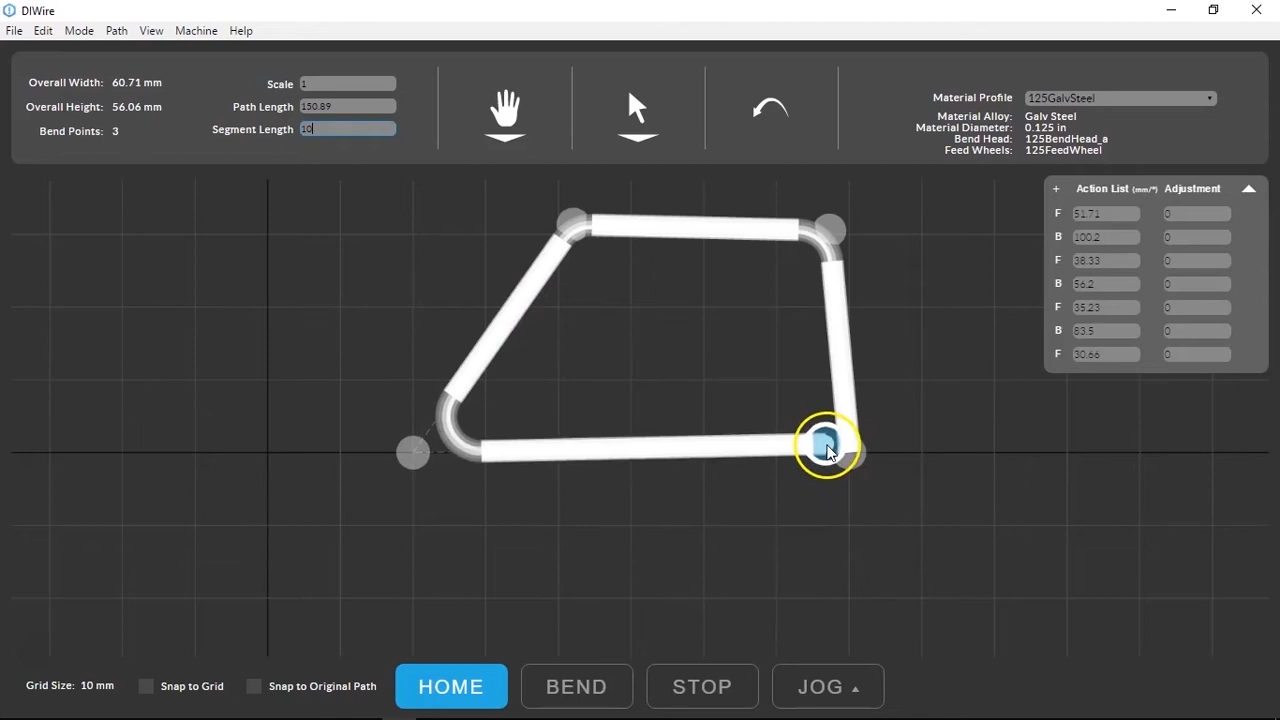 DIWire
File Edit Mode Path View Machine Help
Overall Width: 60.71 mm
Overall Height: 56.06 mm
Bend Points: 3
Scale 1
Path Length 150.89
Segment Length 10
Material Profile 125GalvSteel
Material Alloy: Galv Steel
Material Diameter: 0.125 in
Bend Head: 125BendHead_a
Feed Wheels: 125FeedWheel
+ Action List (mm/°) Adjustment
F 51.71 0
B 100.2 0
F 38.33 0
B 56.2 0
F 35.23 0
B 83.5 0
F 30.66 0
Grid Size: 10 mm
Snap to Grid
Snap to Original Path
HOME
BEND
STOP
JOG